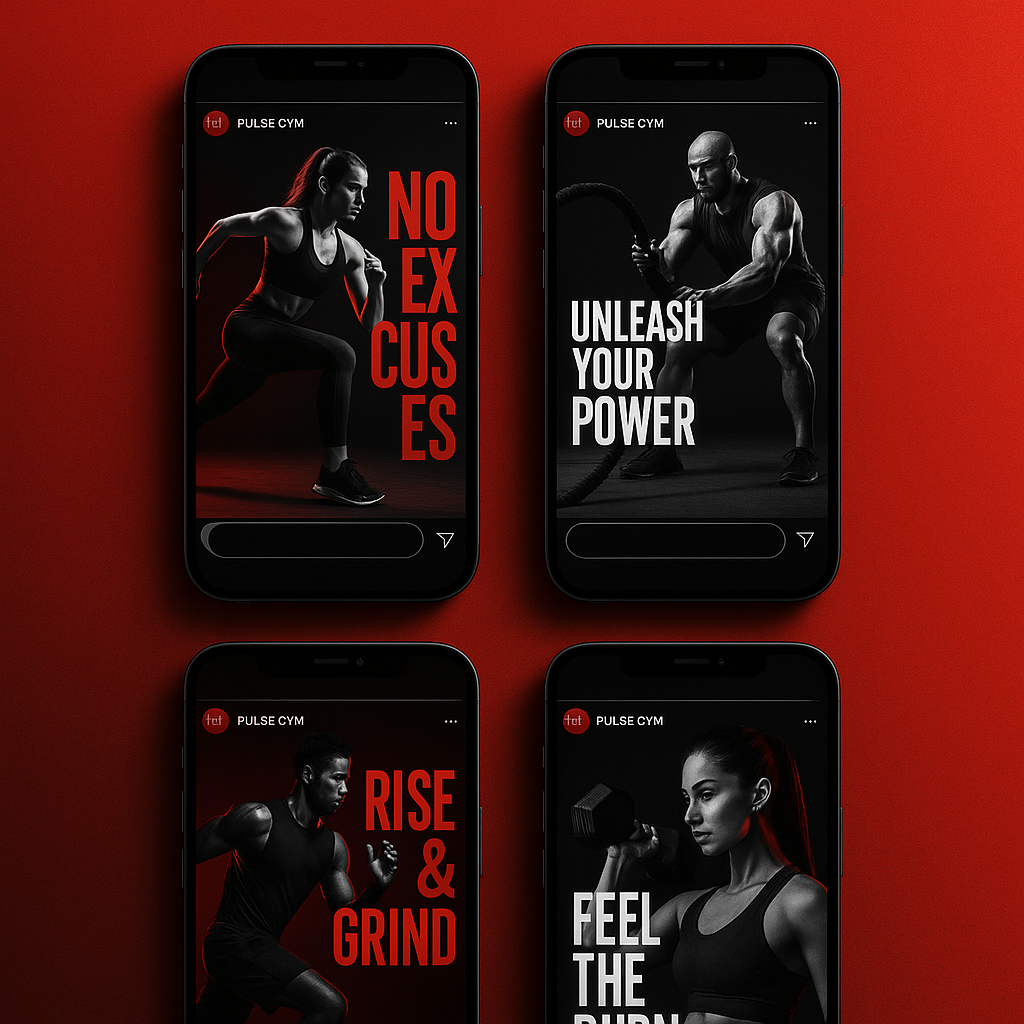 PULSE CYM
NO
EX
CUS
ES
PULSE CYM
UNLEASH
YOUR
POWER
PULSE CYM
RISE
&
GRIND
PULSE CYM
FEEL
THE
BURN